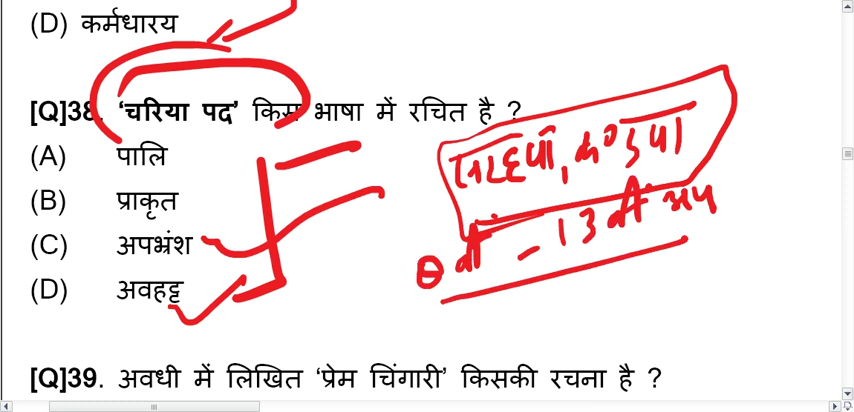 (D) कर्मधारय
[Q]38. 'चरिया पद' किस भाषा में रचित है ?
(A) पालि
(B) प्राकृत
(C) अपभ्रंश
(D) अवहट्ट
[Q]39. अवधी में लिखित 'प्रेम चिंगारी' किसकी रचना है ?